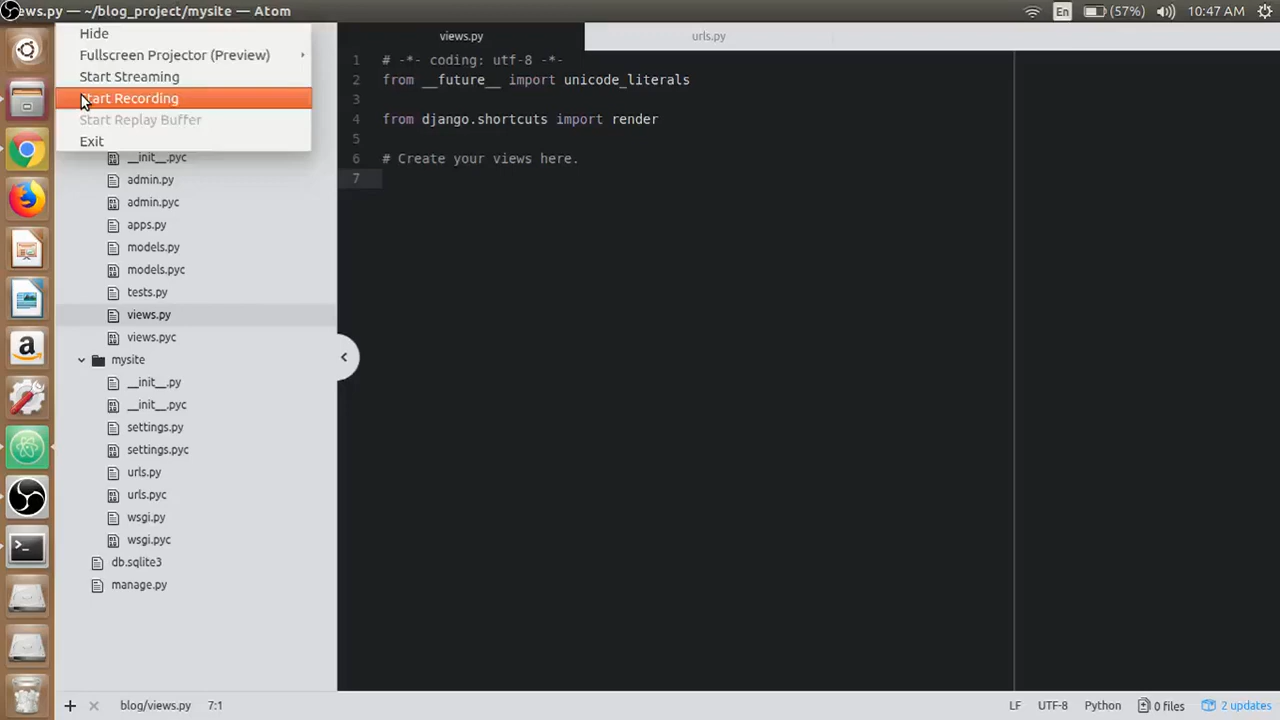 ews.py — ~/blog_project/mysite — Atom
En
(57%)
10:47 AM
Hide
Fullscreen Projector (Preview)
Start Streaming
Start Recording
Start Replay Buffer
Exit
__init__.pyc
admin.py
admin.pyc
apps.py
models.py
models.pyc
tests.py
views.py
views.pyc
mysite
__init__.py
__init__.pyc
settings.py
settings.pyc
urls.py
urls.pyc
wsgi.py
wsgi.pyc
db.sqlite3
manage.py
views.py
urls.py
1 # -*- coding: utf-8 -*-
2 from __future__ import unicode_literals
3
4 from django.shortcuts import render
5
6 # Create your views here.
7
blog/views.py 7:1
LF UTF-8 Python 0 files 2 updates